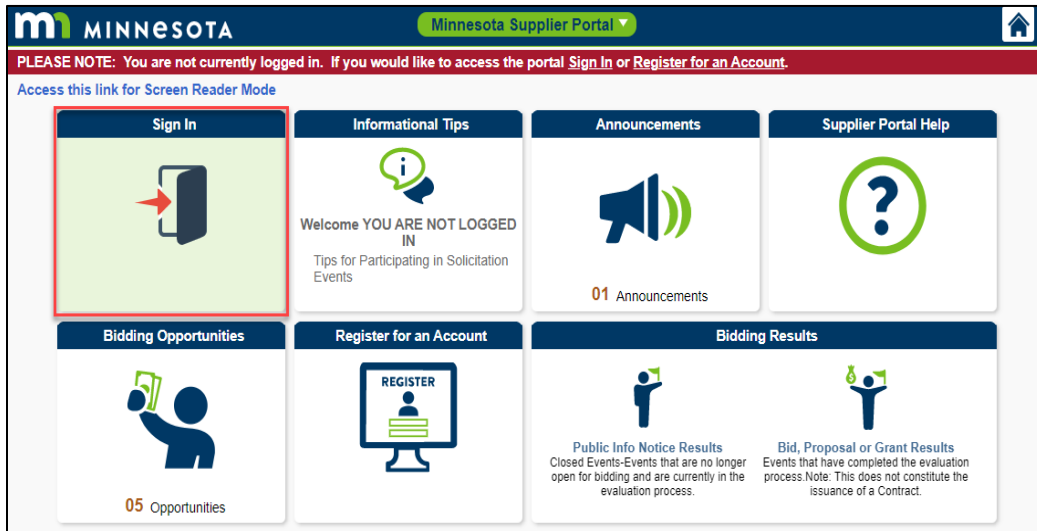 mn MINNESOTA
Minnesota Supplier Portal
PLEASE NOTE: You are not currently logged in. If you would like to access the portal Sign In or Register for an Account.
Access this link for Screen Reader Mode
Sign In
Informational Tips
Welcome YOU ARE NOT LOGGED
IN
Tips for Participating in Solicitation
Events
Announcements
01 Announcements
Supplier Portal Help
?
Bidding Opportunities
05 Opportunities
Register for an Account
REGISTER
Bidding Results
Public Info Notice Results
Closed Events-Events that are no longer
open for bidding and are currently in the
evaluation process.
Bid, Proposal or Grant Results
Events that have completed the evaluation
process.Note: This does not constitute the
issuance of a Contract.